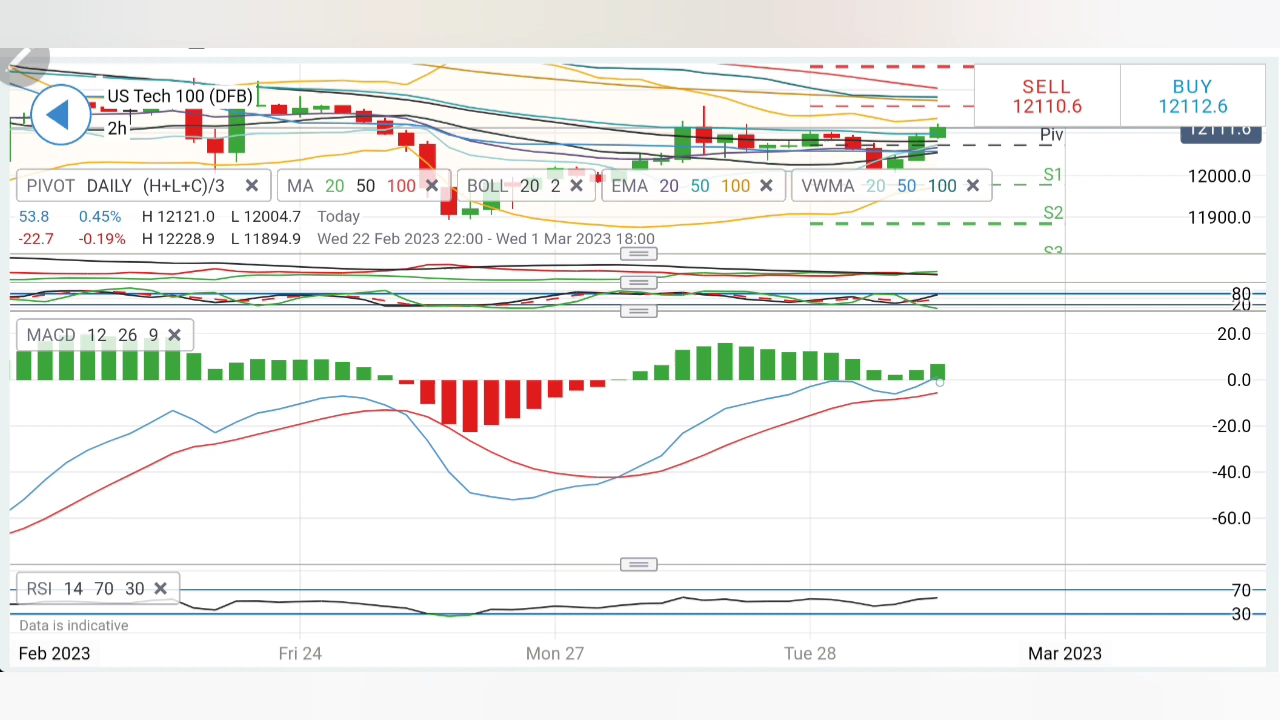 US Tech 100 (DFB)
2h
SELL
12110.6
BUY
12112.6
12111.6
Piv
S1
12000.0
S2
11900.0
S3
PIVOT DAILY (H+L+C)/3
MA 20 50 100
BOLL 20 2
EMA 20 50 100
VWMA 20 50 100
53.8 0.45% H 12121.0 L 12004.7 Today
-22.7 -0.19% H 12228.9 L 11894.9 Wed 22 Feb 2023 22:00 - Wed 1 Mar 2023 18:00
80
20
MACD 12 26 9
20.0
0.0
-20.0
-40.0
-60.0
RSI 14 70 30
70
30
Data is indicative
Feb 2023 Fri 24 Mon 27 Tue 28 Mar 2023